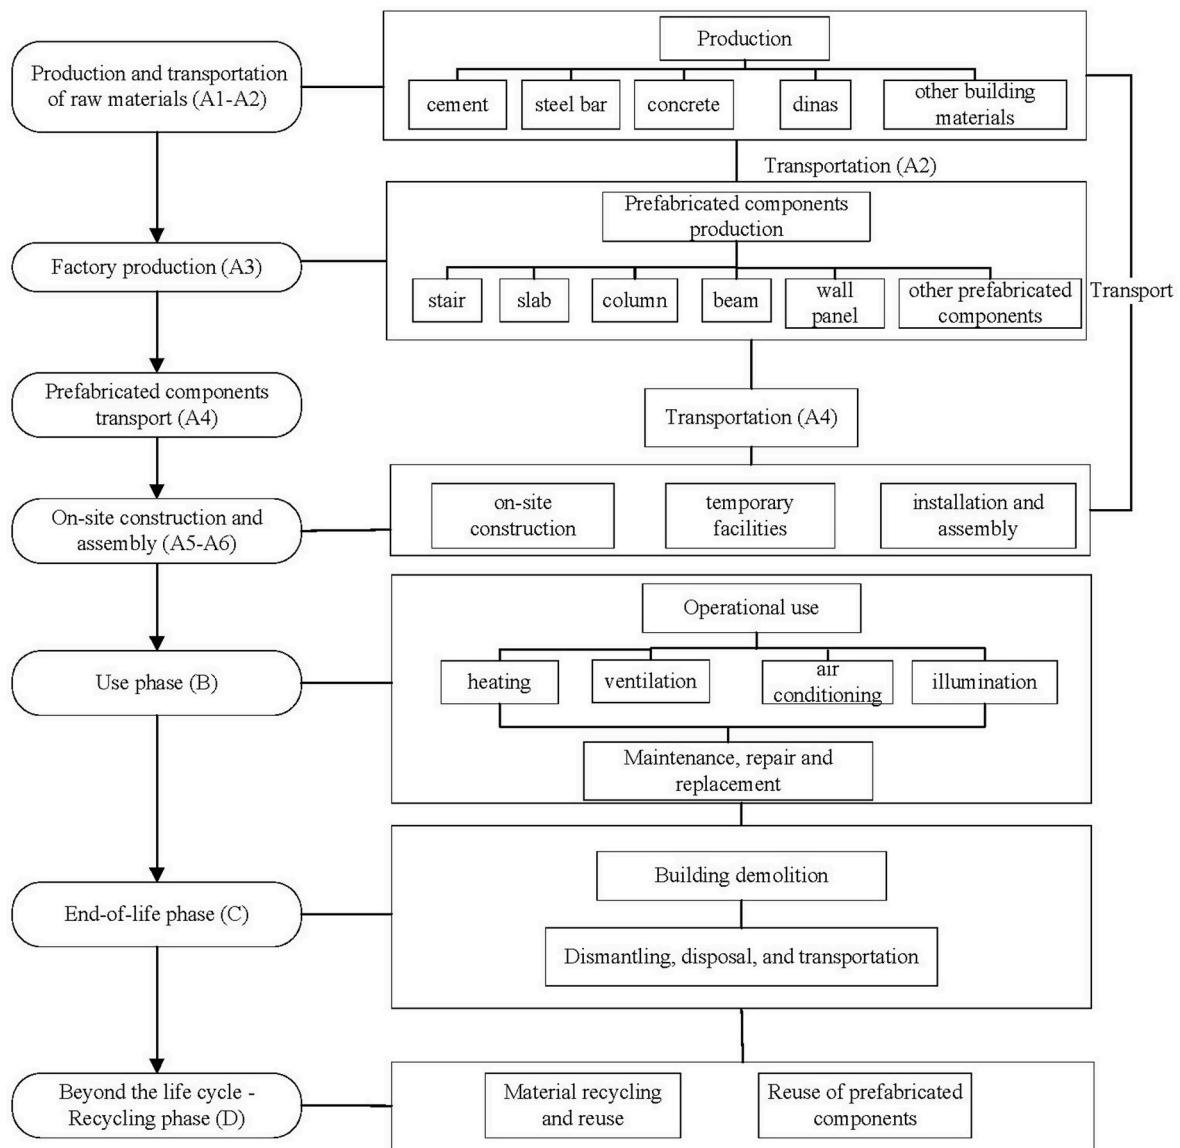 Production and transportation
of raw materials (A1-A2)
Production
cement
steel bar
concrete
dinas
other building
materials
Transportation (A2)
Factory production (A3)
Prefabricated components
production
stair
slab
column
beam
wall
panel
other prefabricated
components
Transport
Prefabricated components
transport (A4)
Transportation (A4)
On-site construction and
assembly (A5-A6)
on-site
construction
temporary
facilities
installation and
assembly
Use phase (B)
Operational use
heating
ventilation
air
conditioning
illumination
Maintenance, repair and
replacement
End-of-life phase (C)
Building demolition
Dismantling, disposal, and transportation
Beyond the life cycle -
Recycling phase (D)
Material recycling
and reuse
Reuse of prefabricated
components